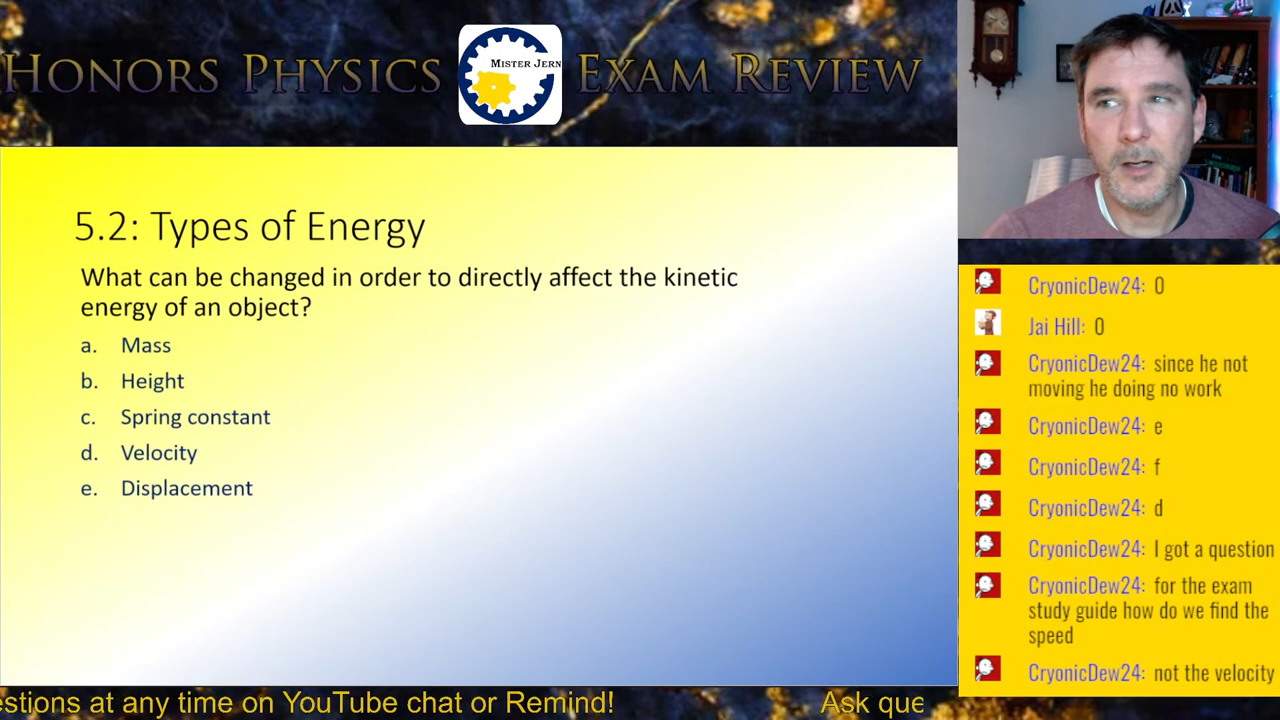 HONORS PHYSICS
MISTER JERN
EXAM REVIEW
5.2: Types of Energy
What can be changed in order to directly affect the kinetic
energy of an object?
a. Mass
b. Height
c. Spring constant
d. Velocity
e. Displacement
CryonicDew24: 0
Jai Hill: 0
CryonicDew24: since he not
moving he doing no work
CryonicDew24: e
CryonicDew24: f
CryonicDew24: d
CryonicDew24: I got a question
CryonicDew24: for the exam
study guide how do we find the
speed
CryonicDew24: not the velocity
stions at any time on YouTube chat or Remind! Ask que